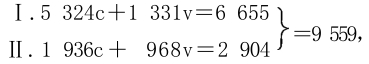 Ⅰ.5 324c＋1 331v＝6 655
Ⅱ.1 936c＋ 968v＝2 904
}＝9 559,